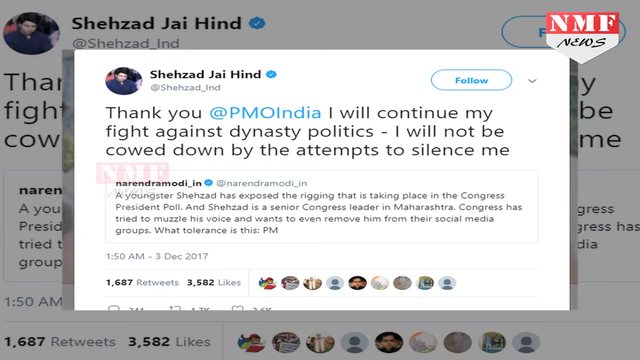 Shehzad Jai Hind
@Shehzad_Ind
NMF
NEWS
Shehzad Jai Hind
@Shehzad_Ind
Follow
Thank you @PMOIndia I will continue my
fight against dynasty politics - I will not be
cowed down by the attempts to silence me
NMF
NEWS
narendramodi_in @narendramodi_in
A youngster Shehzad has exposed the rigging that is taking place in the Congress
President Poll. And Shehzad is a senior Congress leader in Maharashtra. Congress has
tried to muzzle his voice and wants to even remove him from their social media
groups. What tolerance is this: PM
1:50 AM - 3 Dec 2017
1,687 Retweets 3,582 Likes
1,687 Retweets 3,582 Likes